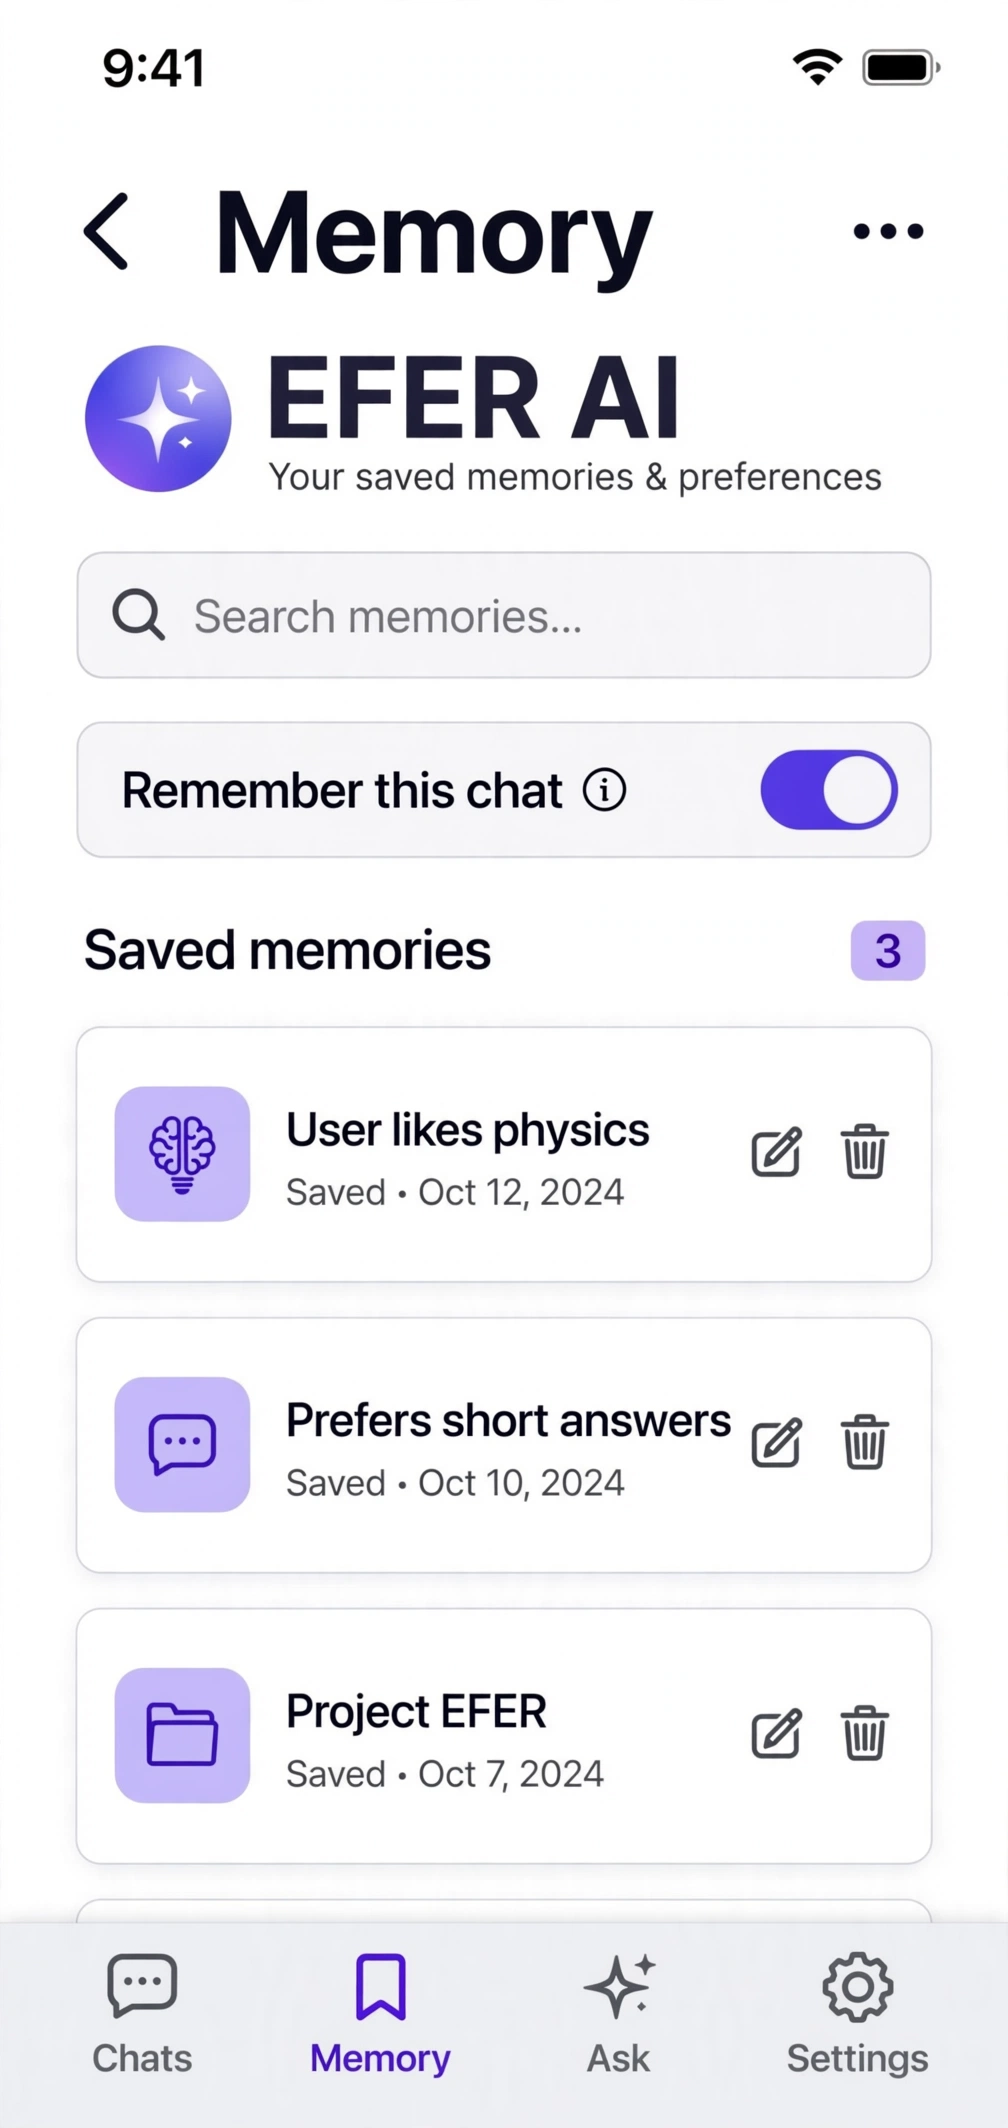 9:41
Memory
EFER AI
Your saved memories & preferences
Search memories...
Remember this chat
Saved memories
3
User likes physics
Saved • Oct 12, 2024
Prefers short answers
Saved • Oct 10, 2024
Project EFER
Saved • Oct 7, 2024
Chats
Memory
Ask
Settings